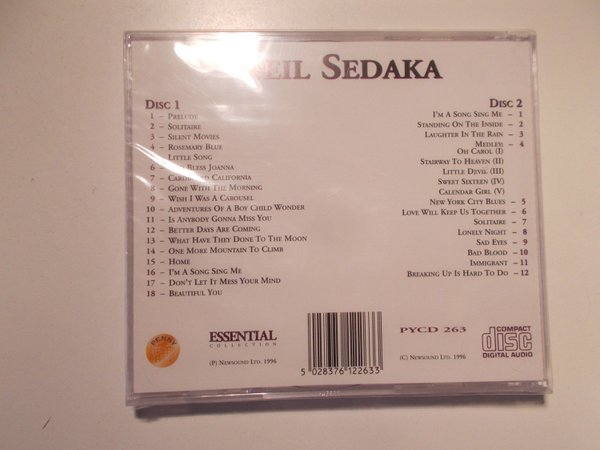 NEIL SEDAKA
DISC 1
1 – PRELUDE
2 – SOLITAIRE
3 – SILENT MOVIES
4 – ROSEMARY BLUE
LITTLE SONG
6 – GOD BLESS JOANNA
7 – CARDBOARD CALIFORNIA
8 – GONE WITH THE MORNING
9 – WISH I WAS A CAROUSEL
10 – ADVENTURES OF A BOY CHILD WONDER
11 – IS ANYBODY GONNA MISS YOU
12 – BETTER DAYS ARE COMING
13 – WHAT HAVE THEY DONE TO THE MOON
14 – ONE MORE MOUNTAIN TO CLIMB
15 – HOME
16 – I'M A SONG SING ME
17 – DON'T LET IT MESS YOUR MIND
18 – BEAUTIFUL YOU
DISC 2
I'M A SONG SING ME – 1
STANDING ON THE INSIDE – 2
LAUGHTER IN THE RAIN – 3
MEDLEY: – 4
OH CAROL (I)
STAIRWAY TO HEAVEN (II)
LITTLE DEVIL (III)
SWEET SIXTEEN (IV)
CALENDAR GIRL (V)
NEW YORK CITY BLUES – 5
LOVE WILL KEEP US TOGETHER – 6
SOLITAIRE – 7
LONELY NIGHT – 8
SAD EYES – 9
BAD BLOOD – 10
IMMIGRANT – 11
BREAKING UP IS HARD TO DO – 12
PENNY
ESSENTIAL
COLLECTION
(P) NEWSOUND LTD. 1996
5 028376 122633
PYCD 263
(C) NEWSOUND LTD. 1996
COMPACT
disc
DIGITAL AUDIO